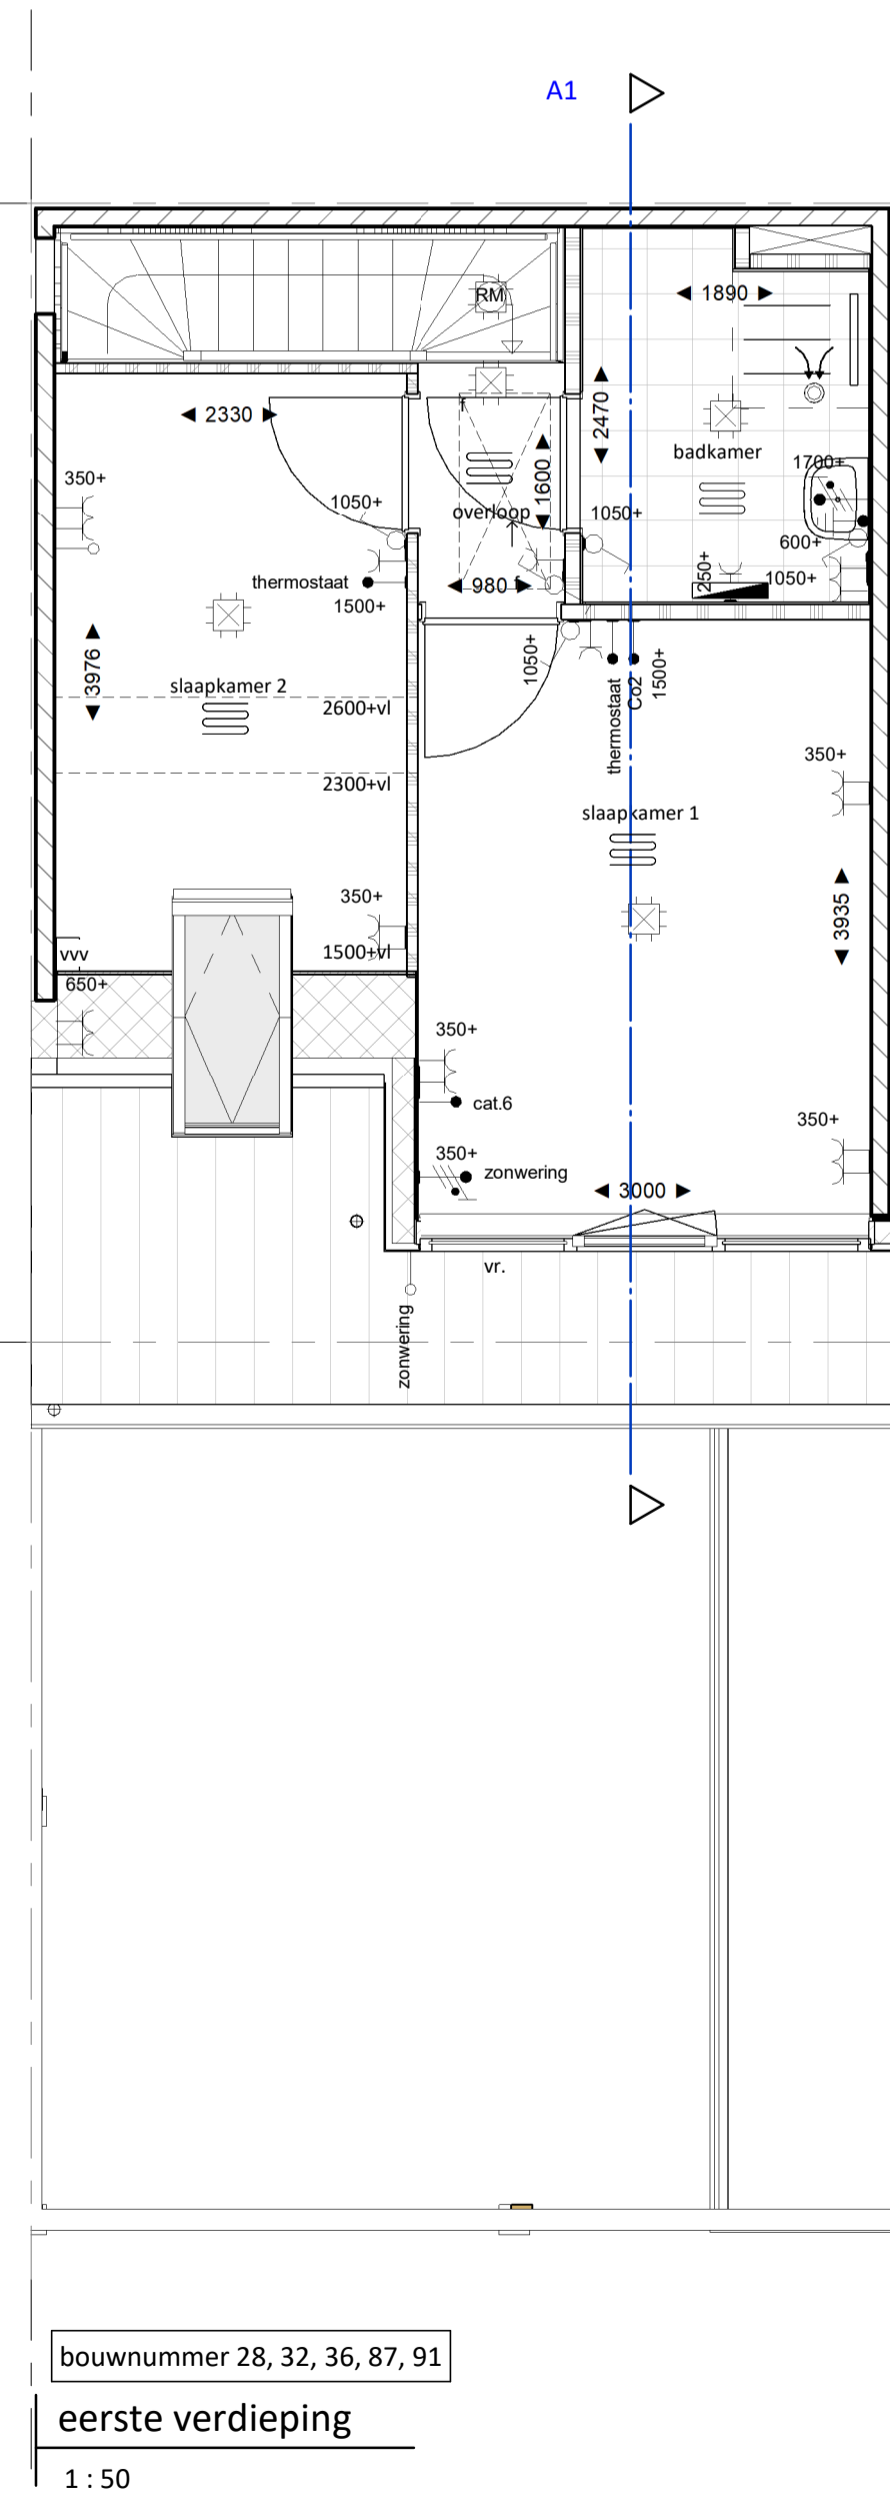 A1
RM
1890
2330
2470
badkamer
1700+
350+
1600
1050+
overloop
1050+
600+
250+
1050+
thermostaat
980
f
f
1500+
1050+
3976
slaapkamer 2
2600+vl
thermostaat
Co2
1500+
2300+vl
350+
slaapkamer 1
350+
3935
1500+vl
vvv
650+
350+
cat.6
350+
350+
zonwering
3000
vr.
zonwering
bouwnummer 28, 32, 36, 87, 91
eerste verdieping
1 : 50